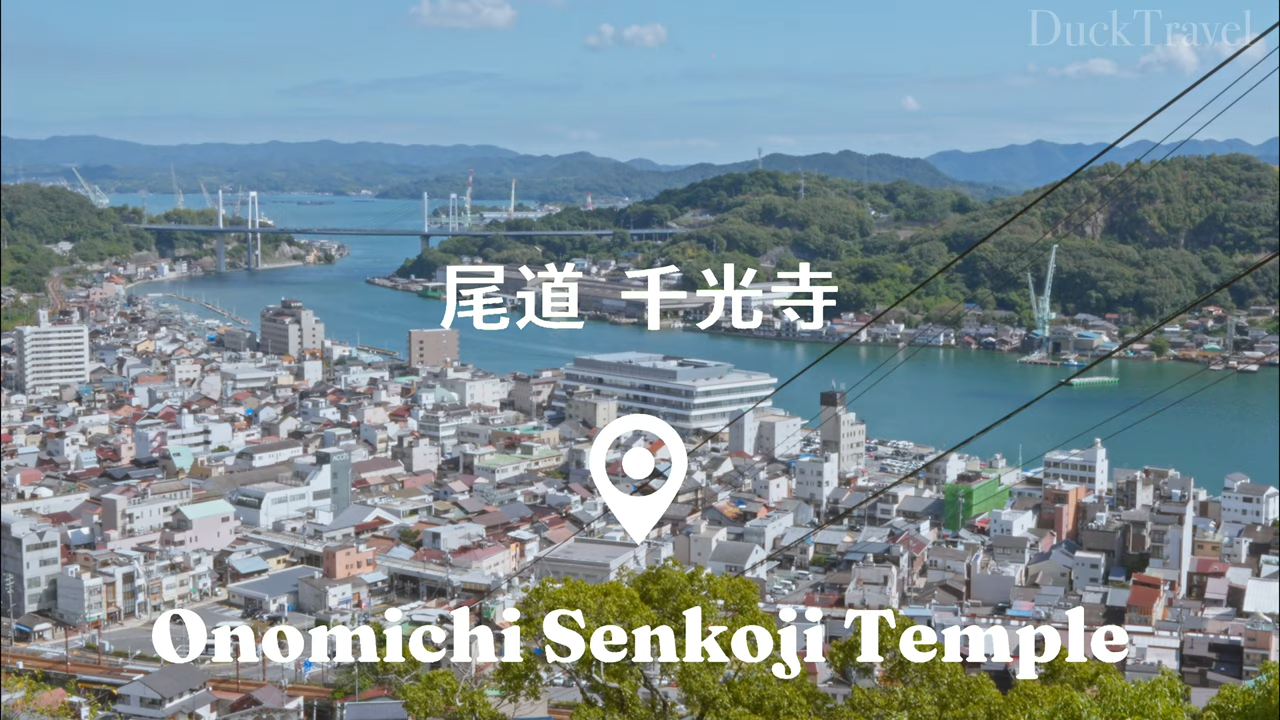 DuckTravel
尾道 千光寺
Onomichi Senkoji Temple